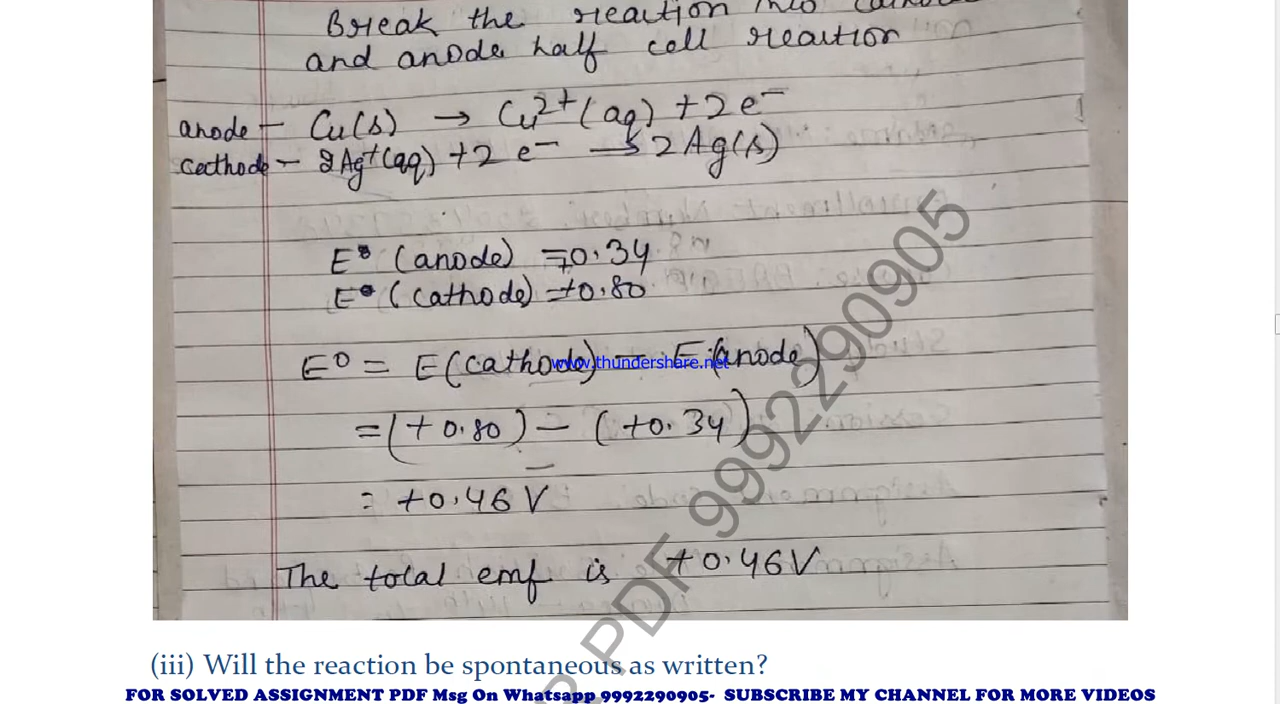 Break the reaction into
and anode half cell reaction
anode - Cu(s) → Cu²⁺(aq) + 2e⁻
cathode - 2Ag⁺(aq) + 2e⁻ → 2Ag(s)
E° (anode) = +0.34
E° (cathode) = +0.80
E° = E(cathode) - E(anode)
www.thundershare.net
= (+0.80) - (+0.34)
= +0.46 V
The total emf is +0.46V
PDF 9992290905
(iii) Will the reaction be spontaneous as written?
FOR SOLVED ASSIGNMENT PDF Msg On Whatsapp 9992290905- SUBSCRIBE MY CHANNEL FOR MORE VIDEOS